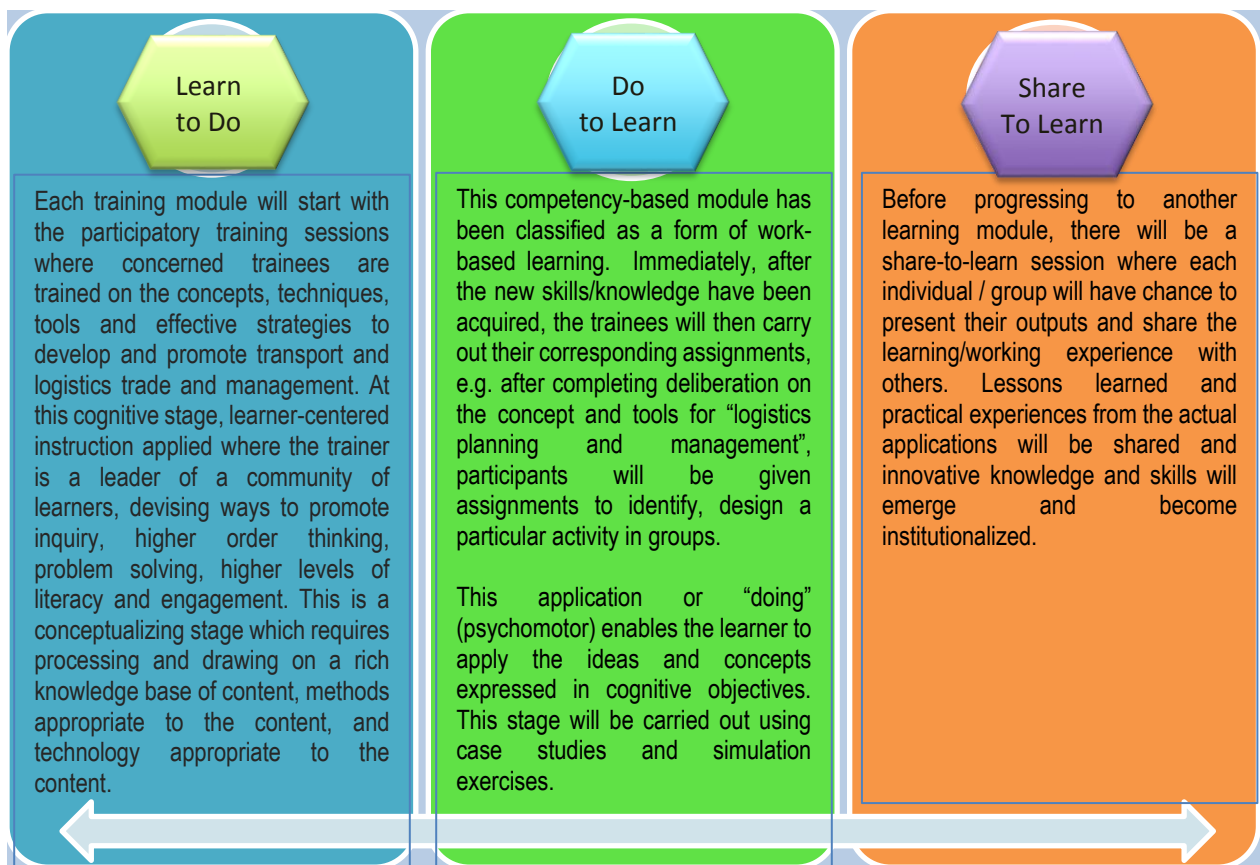 Learn
to Do
Each training module will start with
the participatory training sessions
where concerned trainees are
trained on the concepts, techniques,
tools and effective strategies to
develop and promote transport and
logistics trade and management. At
this cognitive stage, learner-centered
instruction applied where the trainer
is a leader of a community of
learners, devising ways to promote
inquiry, higher order thinking,
problem solving, higher levels of
literacy and engagement. This is a
conceptualizing stage which requires
processing and drawing on a rich
knowledge base of content, methods
appropriate to the content, and
technology appropriate to the
content.
Do
to Learn
This competency-based module has
been classified as a form of work-
based learning. Immediately, after
the new skills/knowledge have been
acquired, the trainees will then carry
out their corresponding assignments,
e.g. after completing deliberation on
the concept and tools for “logistics
planning and management”,
participants will be given
assignments to identify, design a
particular activity in groups.
This application or “doing”
(psychomotor) enables the learner to
apply the ideas and concepts
expressed in cognitive objectives.
This stage will be carried out using
case studies and simulation
exercises.
Share
To Learn
Before progressing to another
learning module, there will be a
share-to-learn session where each
individual / group will have chance to
present their outputs and share the
learning/working experience with
others. Lessons learned and
practical experiences from the actual
applications will be shared and
innovative knowledge and skills will
emerge and become
institutionalized.